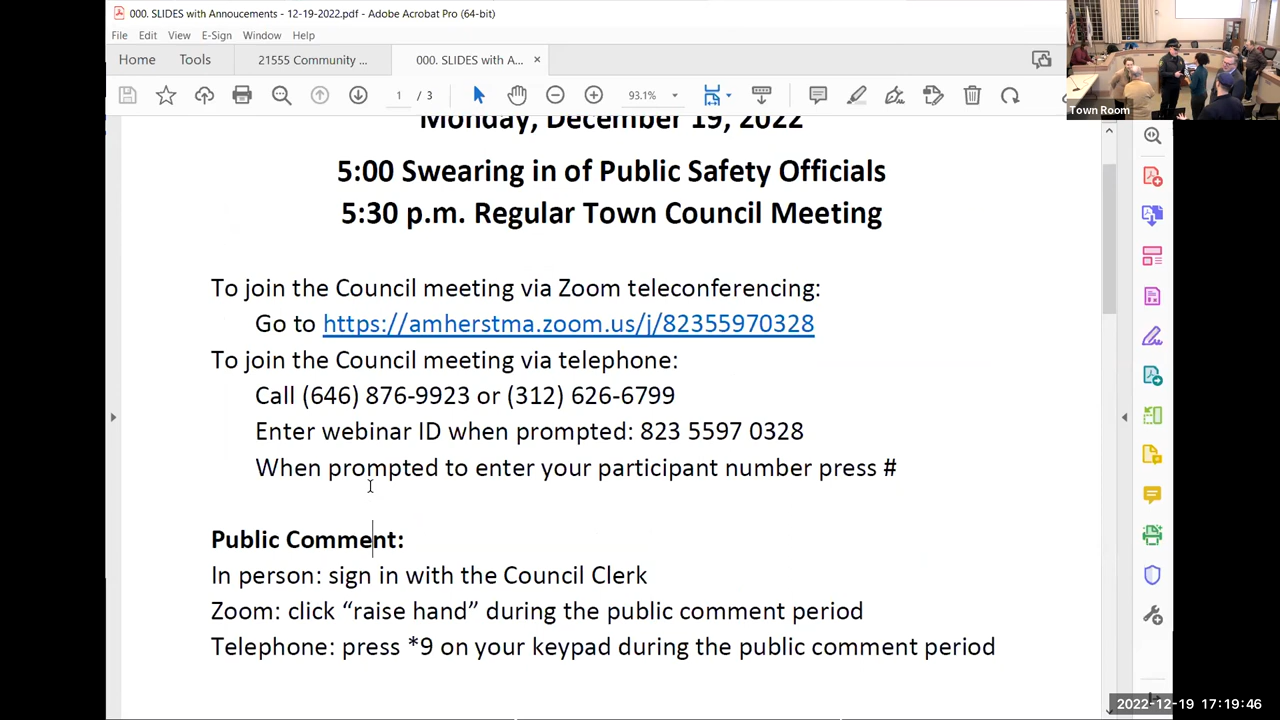 000. SLIDES with Annoucements - 12-19-2022.pdf - Adobe Acrobat Pro (64-bit)
File Edit View E-Sign Window Help
Home Tools 21555 Community ... 000. SLIDES with A... ×
1 / 3 93.1%
Town Room
Monday, December 19, 2022
5:00 Swearing in of Public Safety Officials
5:30 p.m. Regular Town Council Meeting
To join the Council meeting via Zoom teleconferencing:
Go to https://amherstma.zoom.us/j/82355970328
To join the Council meeting via telephone:
Call (646) 876-9923 or (312) 626-6799
Enter webinar ID when prompted: 823 5597 0328
When prompted to enter your participant number press #
Public Comment:
In person: sign in with the Council Clerk
Zoom: click “raise hand” during the public comment period
Telephone: press *9 on your keypad during the public comment period
2022-12-19 17:19:46